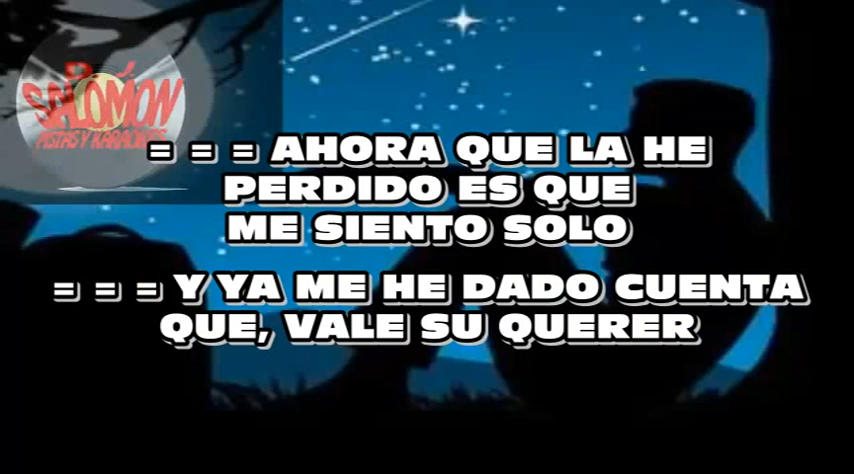 DJ
SALOMÓN
PISTAS Y KARAOKES
= = = AHORA QUE LA HE
PERDIDO ES QUE
ME SIENTO SOLO
= = = Y YA ME HE DADO CUENTA
QUE, VALE SU QUERER